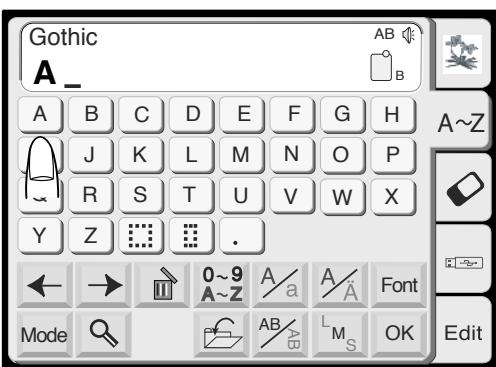 Gothic
AB
A _
B
A B C D E F G H
J K L M N O P
R S T U V W X
Y Z .
0~9
A~Z
A/a
A/Ä
Font
Mode
AB/AB
L M S
OK
A~Z
Edit